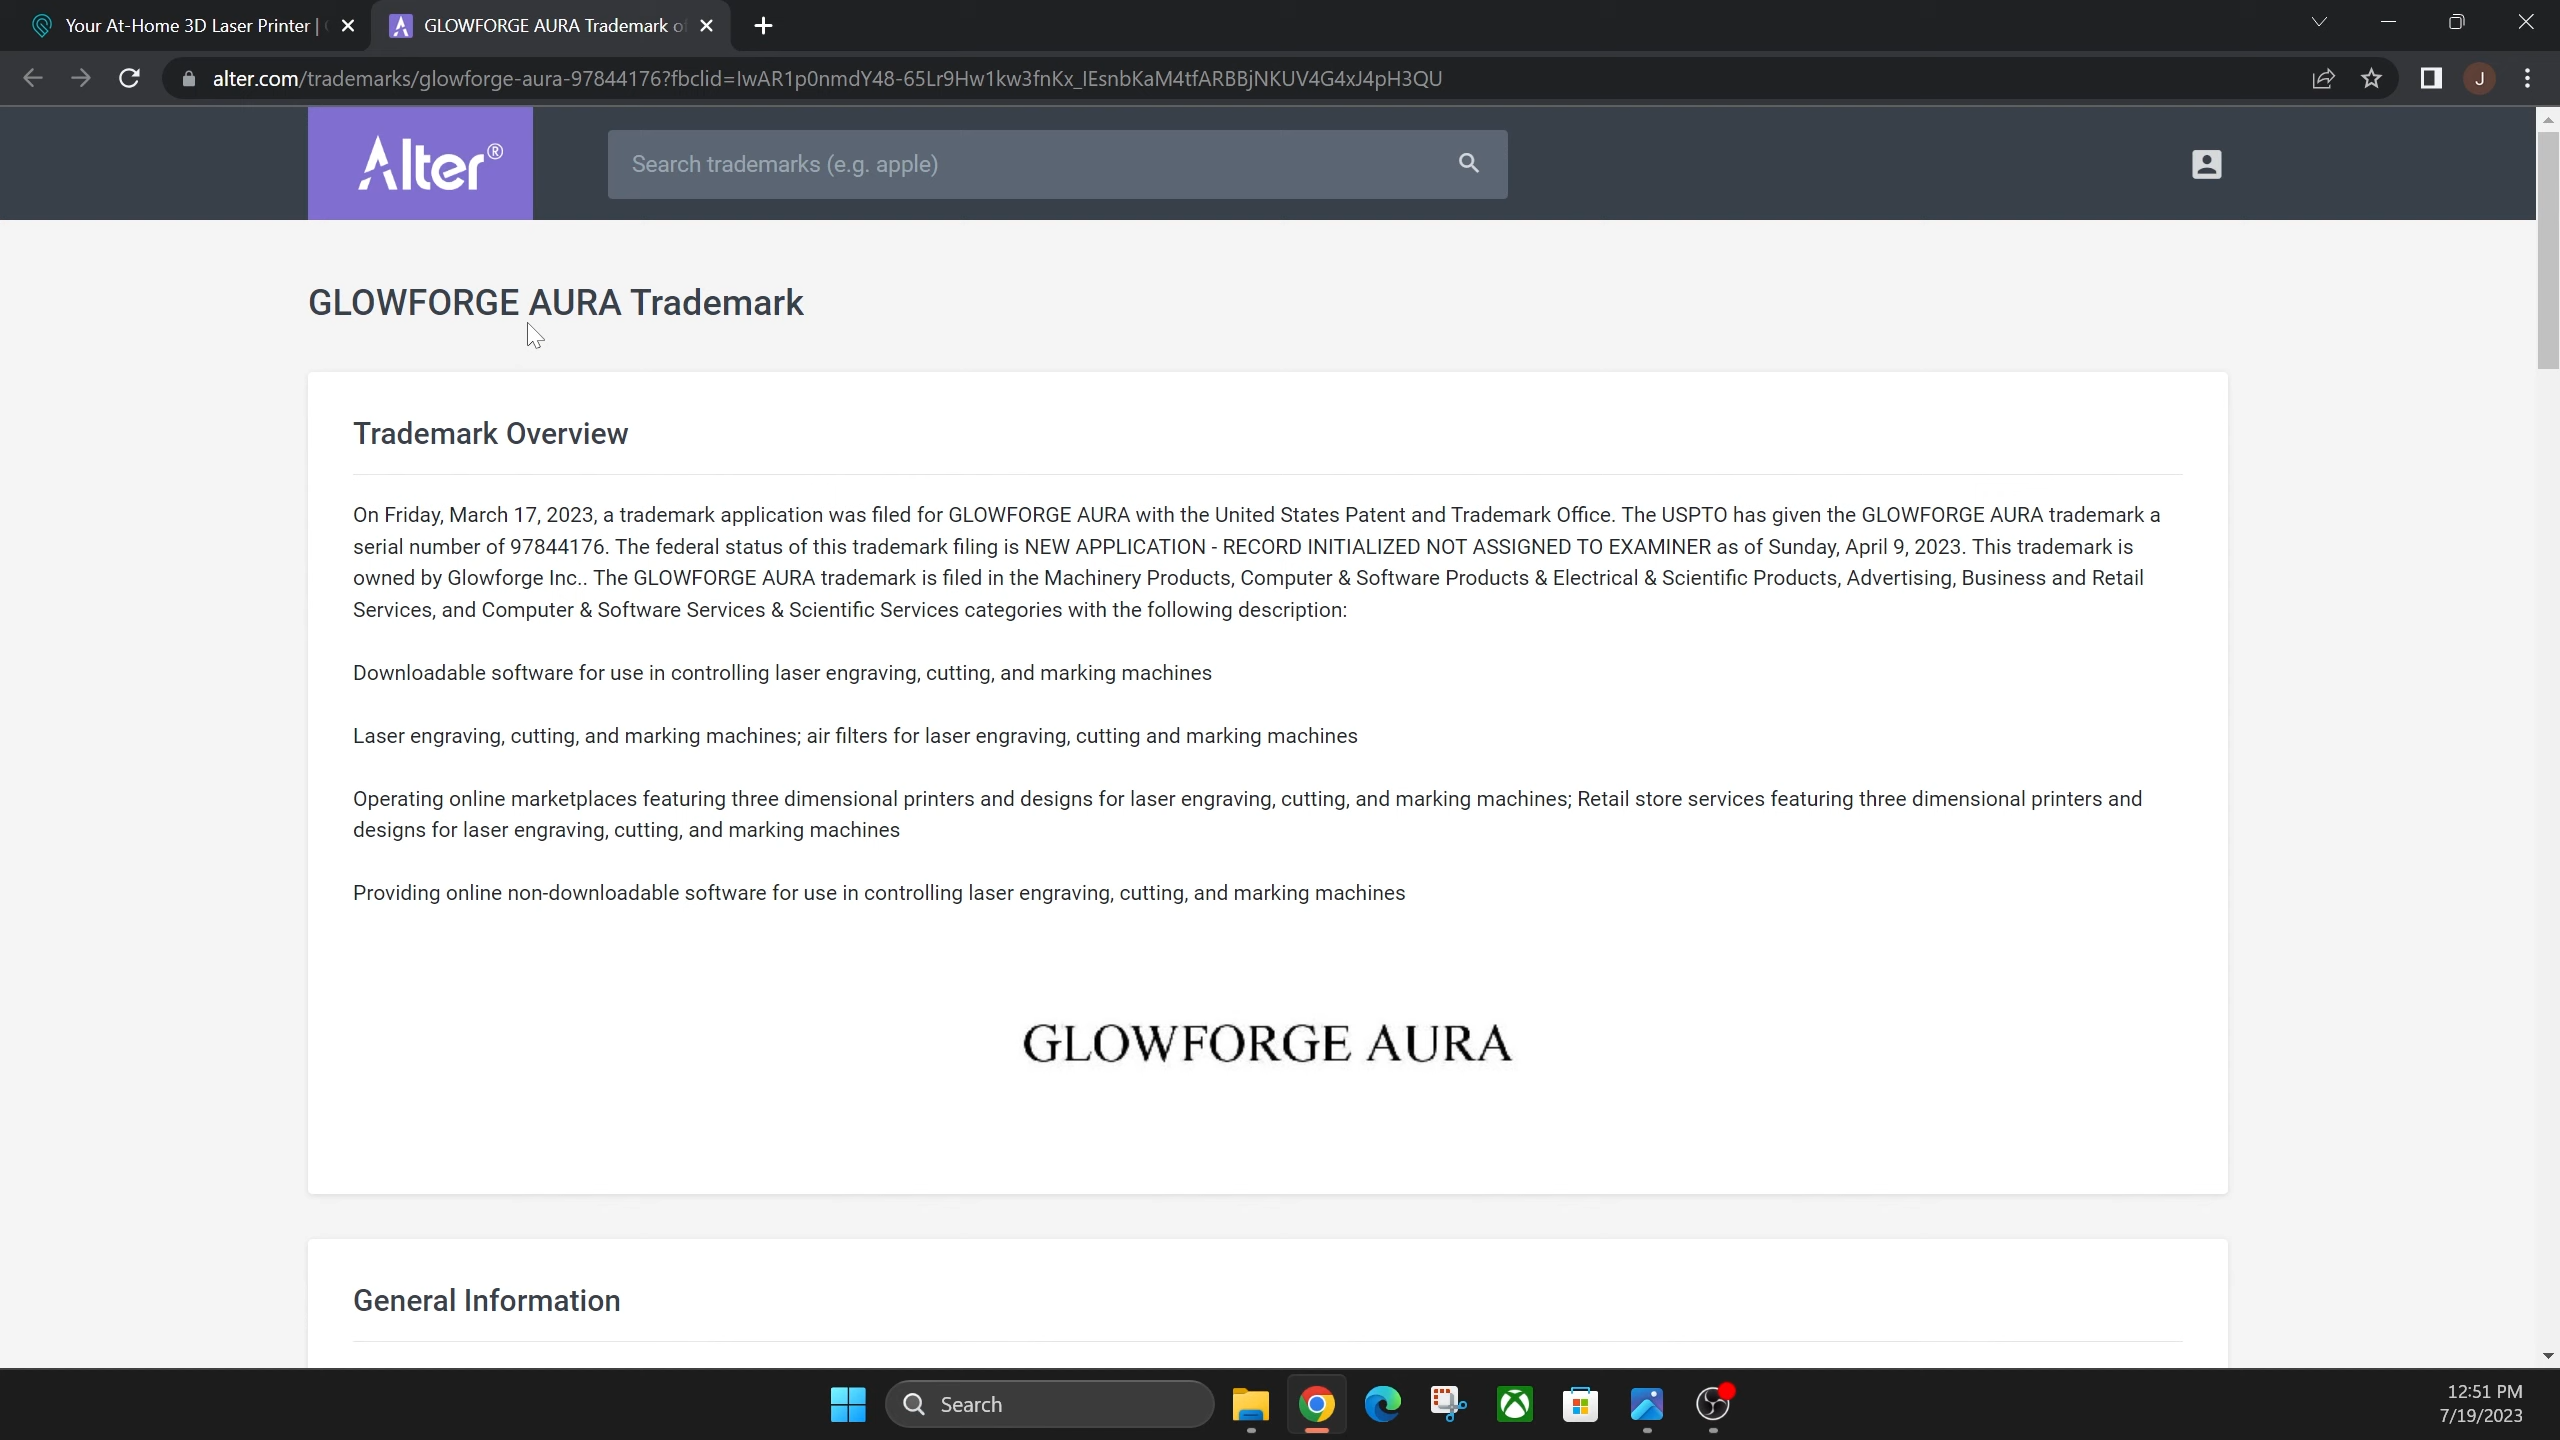 Your At-Home 3D Laser Printer |
GLOWFORGE AURA Trademark o
alter.com/trademarks/glowforge-aura-97844176?fbclid=IwAR1p0nmdY48-65Lr9Hw1kw3fnKx_IEsnbKaM4tfARBBjNKUV4G4xJ4pH3QU
J
Alter®
Search trademarks (e.g. apple)
GLOWFORGE AURA Trademark
Trademark Overview
On Friday, March 17, 2023, a trademark application was filed for GLOWFORGE AURA with the United States Patent and Trademark Office. The USPTO has given the GLOWFORGE AURA trademark a
serial number of 97844176. The federal status of this trademark filing is NEW APPLICATION - RECORD INITIALIZED NOT ASSIGNED TO EXAMINER as of Sunday, April 9, 2023. This trademark is
owned by Glowforge Inc.. The GLOWFORGE AURA trademark is filed in the Machinery Products, Computer & Software Products & Electrical & Scientific Products, Advertising, Business and Retail
Services, and Computer & Software Services & Scientific Services categories with the following description:
Downloadable software for use in controlling laser engraving, cutting, and marking machines
Laser engraving, cutting, and marking machines; air filters for laser engraving, cutting and marking machines
Operating online marketplaces featuring three dimensional printers and designs for laser engraving, cutting, and marking machines; Retail store services featuring three dimensional printers and
designs for laser engraving, cutting, and marking machines
Providing online non-downloadable software for use in controlling laser engraving, cutting, and marking machines
GLOWFORGE AURA
General Information
Search
12:51 PM
7/19/2023